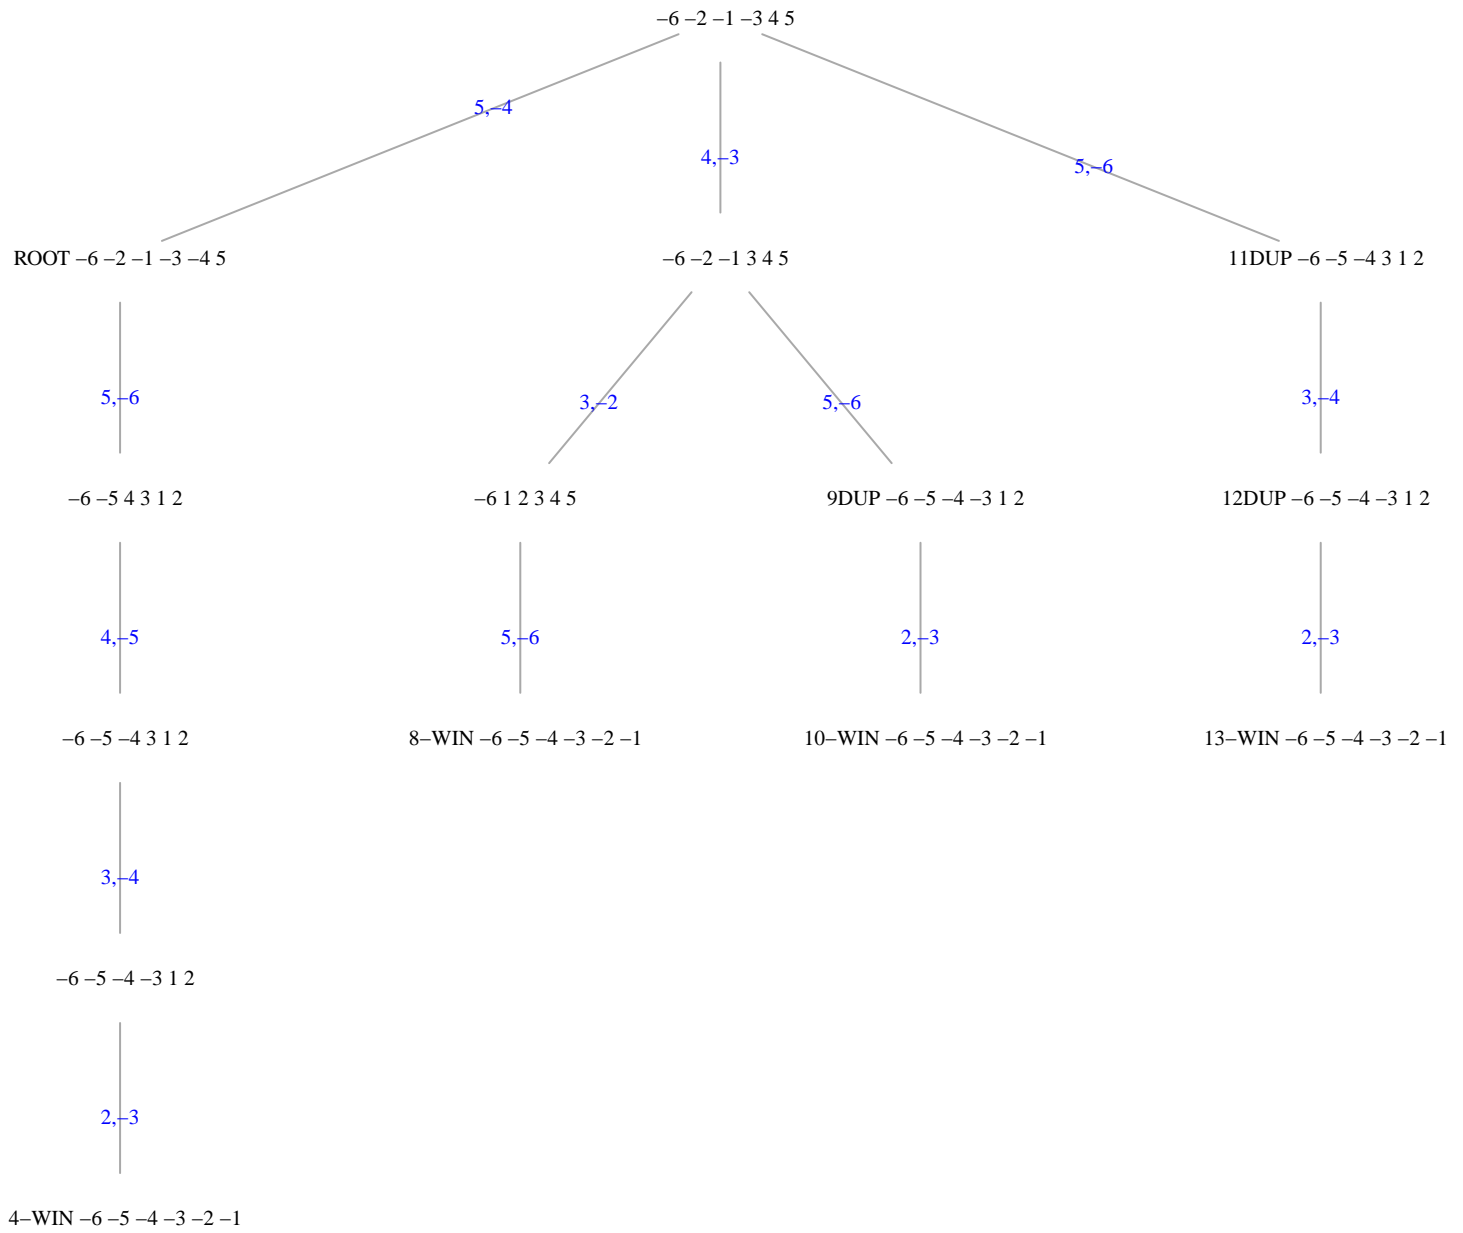 –6 –2 –1 –3 4 5
5,–4
4,–3
5,–6
ROOT –6 –2 –1 –3 –4 5
–6 –2 –1 3 4 5
11DUP –6 –5 –4 3 1 2
5,–6
3,–2
5,–6
3,–4
–6 –5 4 3 1 2
–6 1 2 3 4 5
9DUP –6 –5 –4 –3 1 2
12DUP –6 –5 –4 –3 1 2
4,–5
5,–6
2,–3
2,–3
–6 –5 –4 3 1 2
8–WIN –6 –5 –4 –3 –2 –1
10–WIN –6 –5 –4 –3 –2 –1
13–WIN –6 –5 –4 –3 –2 –1
3,–4
–6 –5 –4 –3 1 2
2,–3
4–WIN –6 –5 –4 –3 –2 –1